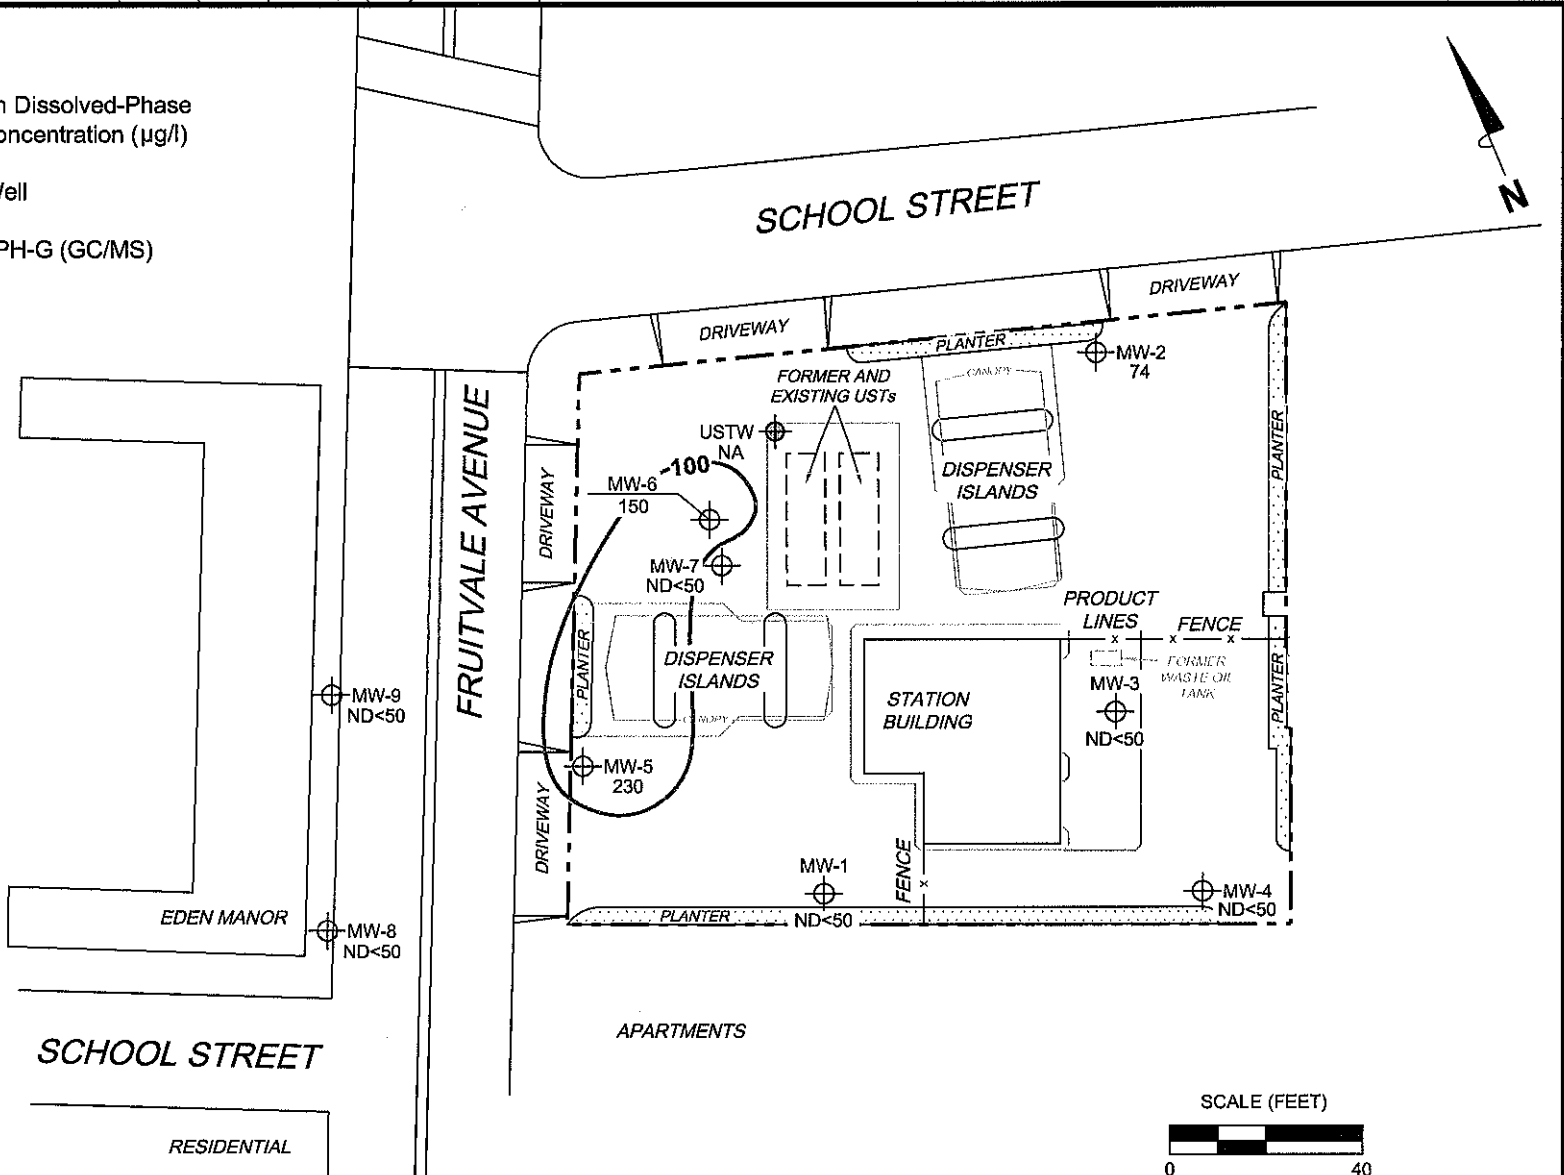 Dissolved-Phase
(µg/l)
PH-G (GC/MS)
N
SCHOOL STREET
DRIVEWAY
DRIVEWAY
PLANTER
MW-2
74
FORMER AND
EXISTING USTs
CANOPY
USTW
NA
100
MW-6
150
DISPENSER
ISLANDS
PLANTER
FRUITVALE AVENUE
DRIVEWAY
MW-7
ND<50
PRODUCT
LINES
FENCE
FORMER
WASTE OIL
TANK
PLANTER
DISPENSER
ISLANDS
CANOPY
PLANTER
STATION
BUILDING
MW-3
ND<50
MW-9
ND<50
MW-5
230
DRIVEWAY
MW-1
ND<50
FENCE
MW-4
ND<50
PLANTER
EDEN MANOR
MW-8
ND<50
APARTMENTS
SCHOOL STREET
RESIDENTIAL
SCALE (FEET)
0 40